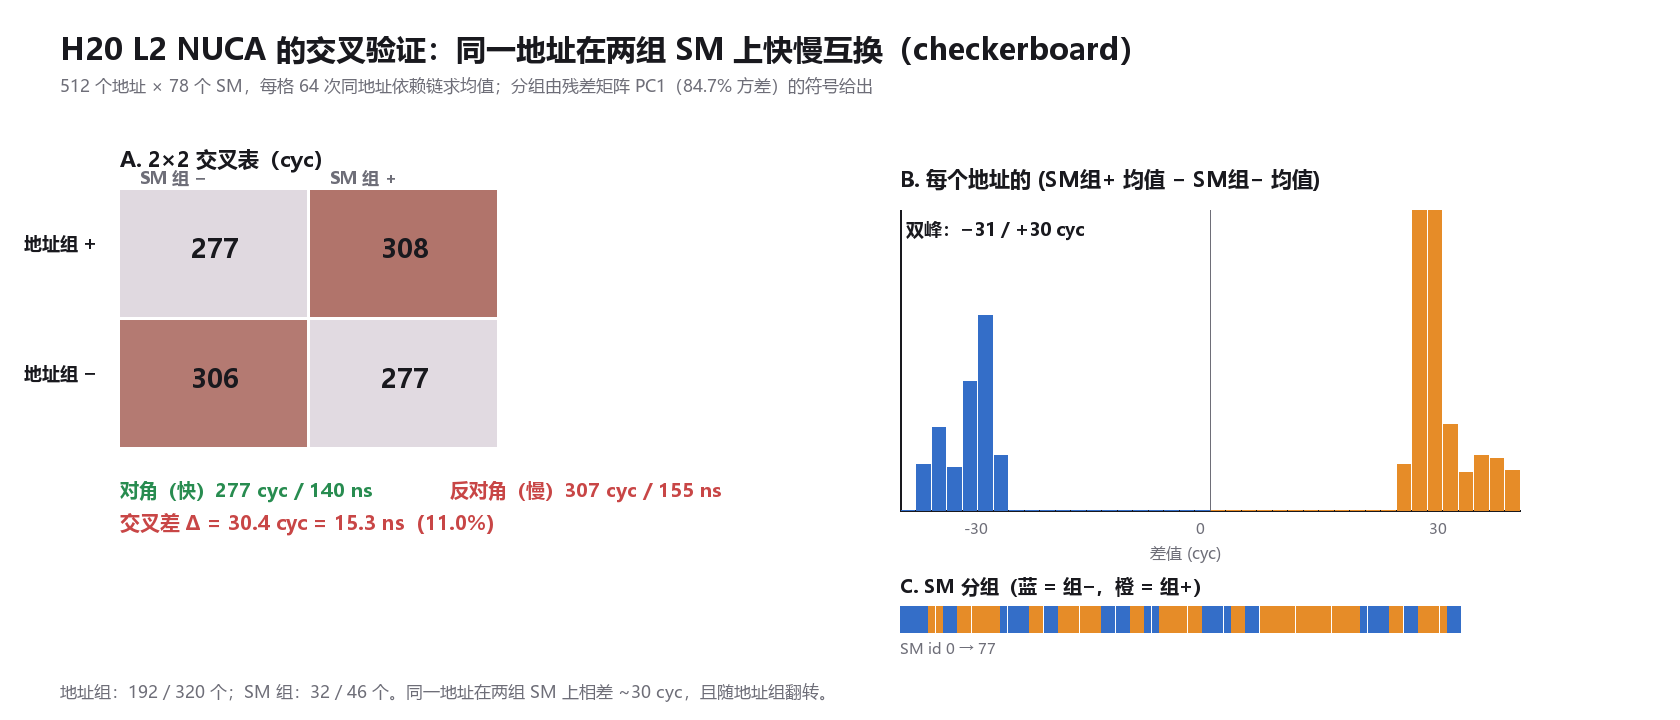 H20 L2 NUCA 的交叉验证：同一地址在两组 SM 上快慢互换（checkerboard）
512 个地址 × 78 个 SM，每格 64 次同地址依赖链求均值；分组由残差矩阵 PC1（84.7% 方差）的符号给出
A. 2×2 交叉表（cyc）
SM 组 − SM 组 +
地址组 + 277 308
地址组 − 306 277
对角（快）277 cyc / 140 ns 反对角（慢）307 cyc / 155 ns
交叉差 Δ = 30.4 cyc = 15.3 ns（11.0%）
B. 每个地址的 (SM组+ 均值 − SM组− 均值)
双峰：−31 / +30 cyc
-30 0 30
差值 (cyc)
C. SM 分组（蓝 = 组−，橙 = 组+）
SM id 0 → 77
地址组：192 / 320 个；SM 组：32 / 46 个。同一地址在两组 SM 上相差 ~30 cyc，且随地址组翻转。